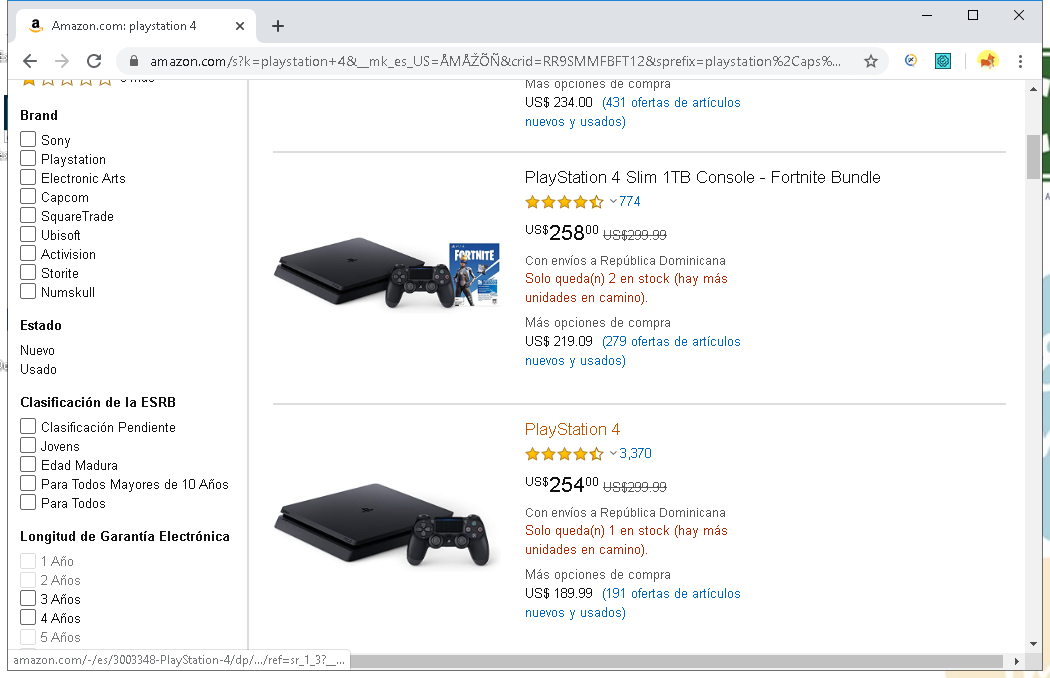 Amazon.com: playstation 4
amazon.com/s?k=playstation+4&__mk_es_US=ÅMÅŽÕÑ&crid=RR9SMMFBFT12&sprefix=playstation%2Caps%...
Brand
Sony
Playstation
Electronic Arts
Capcom
SquareTrade
Ubisoft
Activision
Storite
Numskull
Estado
Nuevo
Usado
Clasificación de la ESRB
Clasificación Pendiente
Jovens
Edad Madura
Para Todos Mayores de 10 Años
Para Todos
Longitud de Garantía Electrónica
1 Año
2 Años
3 Años
4 Años
5 Años
Más opciones de compra
US$ 234.00 (431 ofertas de artículos
nuevos y usados)
PlayStation 4 Slim 1TB Console - Fortnite Bundle
774
US$25800 US$299.99
Con envíos a República Dominicana
Solo queda(n) 2 en stock (hay más
unidades en camino).
Más opciones de compra
US$ 219.09 (279 ofertas de artículos
nuevos y usados)
FORTNITE
PlayStation 4
3,370
US$25400 US$299.99
Con envíos a República Dominicana
Solo queda(n) 1 en stock (hay más
unidades en camino).
Más opciones de compra
US$ 189.99 (191 ofertas de artículos
nuevos y usados)
amazon.com/-/es/3003348-PlayStation-4/dp/.../ref=sr_1_3?__...